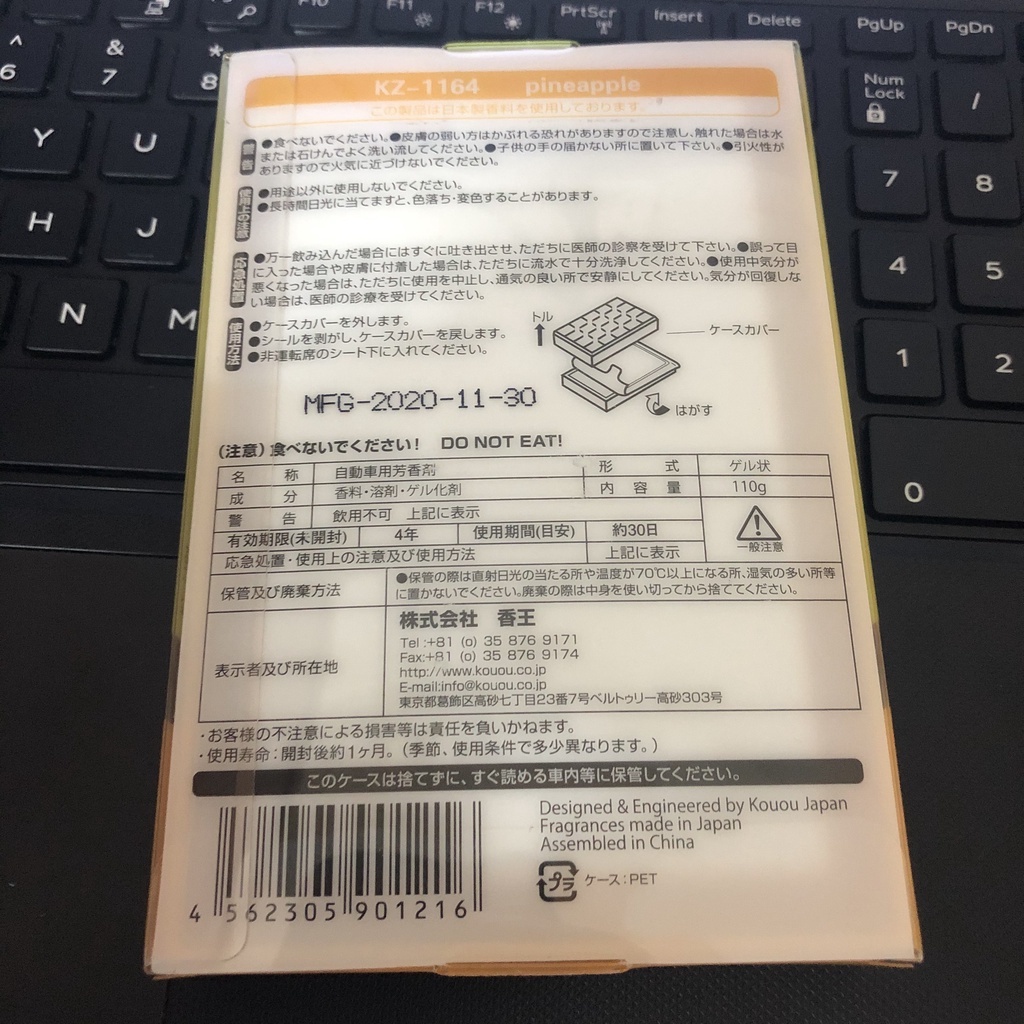 F10
F11
F12
PrtScr
Insert
Delete
PgUp
PgDn
^
6
&
7
*
8
Num
Lock
/
Y
U
7
8
H
J
4
5
N
M
1
2
0
KZ-1164 pineapple
この製品は日本製香料を使用しております。
●食べないでください。●皮膚の弱い方はかぶれる恐れがありますので注意し、触れた場合は水
または石けんでよく洗い流してください。●子供の手の届かない所に置いて下さい。●引火性が
ありますので火気に近づけないでください。
使用上の注意
●用途以外に使用しないでください。
●長時間日光に当てますと、色落ち・変色することがあります。
応急処置
●万一飲み込んだ場合にはすぐに吐き出させ、ただちに医師の診察を受けて下さい。●誤って目
に入った場合や皮膚に付着した場合は、ただちに流水で十分洗浄してください。●使用中気分が
悪くなった場合は、ただちに使用を中止し、通気の良い所で安静にしてください。気分が回復しな
い場合は、医師の診療を受けてください。
使用方法
●ケースカバーを外します。
●シールを剥がし、ケースカバーを戻します。
●非運転席のシート下に入れてください。
トル
ケースカバー
はがす
MFG-2020-11-30
(注意) 食べないでください! DO NOT EAT!
名称 自動車用芳香剤 形式 ゲル状
成分 香料・溶剤・ゲル化剤 内容量 110g
警告 飲用不可 上記に表示
有効期限(未開封) 4年 使用期間(目安) 約30日
一般注意
応急処置・使用上の注意及び使用方法 上記に表示
保管及び廃棄方法
●保管の際は直射日光の当たる所や温度が70℃以上になる所、湿気の多い所等
に置かないでください。廃棄の際は中身を使い切ってから捨ててください。
表示者及び所在地
株式会社 香王
Tel :+81 (o) 35 876 9171
Fax:+81 (o) 35 876 9174
http://www.kouou.co.jp
E-mail:info@kouou.co.jp
東京都葛飾区高砂七丁目23番7号ベルトゥリー高砂303号
・お客様の不注意による損害等は責任を負いかねます。
・使用寿命：開封後約1ヶ月。(季節、使用条件で多少異なります。)
このケースは捨てずに、すぐ読める車内等に保管してください。
Designed & Engineered by Kouou Japan
Fragrances made in Japan
Assembled in China
プラ
ケース：PET
4 562305 901216